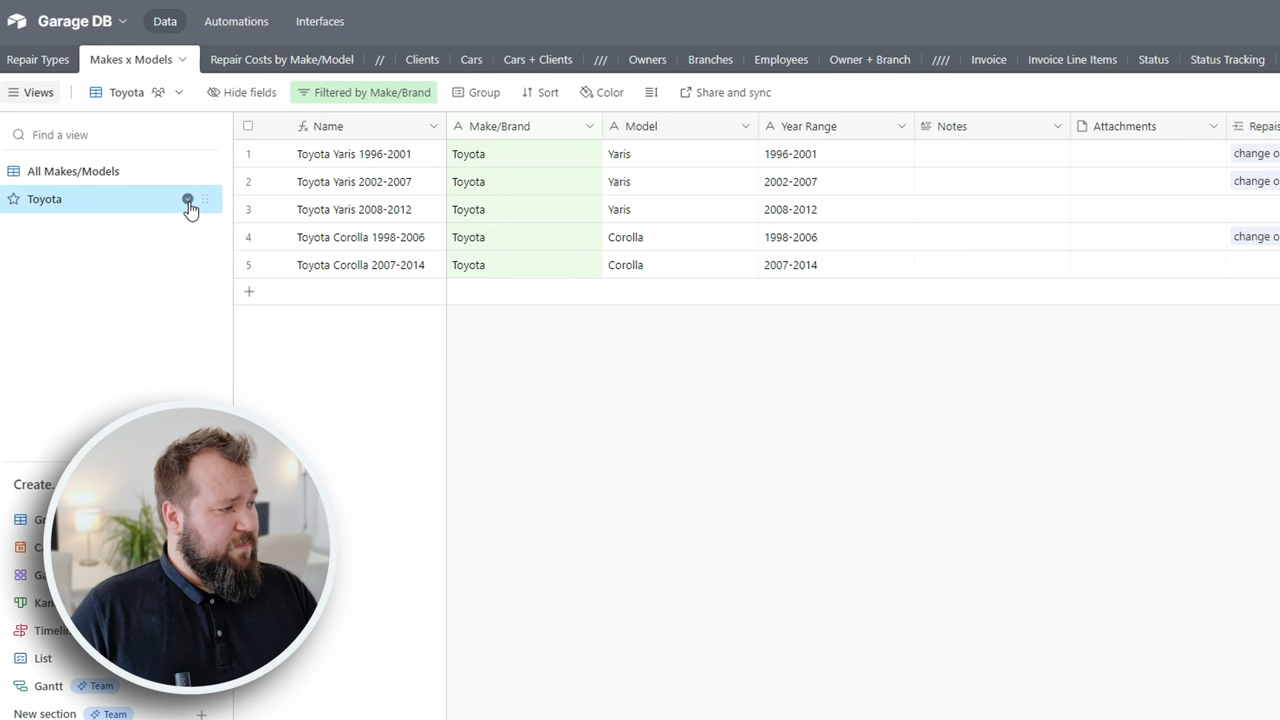 Garage DB Data Automations Interfaces
Repair Types Makes x Models Repair Costs by Make/Model // Clients Cars Cars + Clients /// Owners Branches Employees Owner + Branch //// Invoice Invoice Line Items Status Status Tracking
Views Toyota Hide fields Filtered by Make/Brand Group Sort Color Share and sync
Find a view
All Makes/Models
Toyota
Name Make/Brand Model Year Range Notes Attachments Repairs
1 Toyota Yaris 1996-2001 Toyota Yaris 1996-2001 change o
2 Toyota Yaris 2002-2007 Toyota Yaris 2002-2007 change o
3 Toyota Yaris 2008-2012 Toyota Yaris 2008-2012
4 Toyota Corolla 1998-2006 Toyota Corolla 1998-2006 change o
5 Toyota Corolla 2007-2014 Toyota Corolla 2007-2014
+
Create.
Timeli
List
Gantt Team
New section Team +